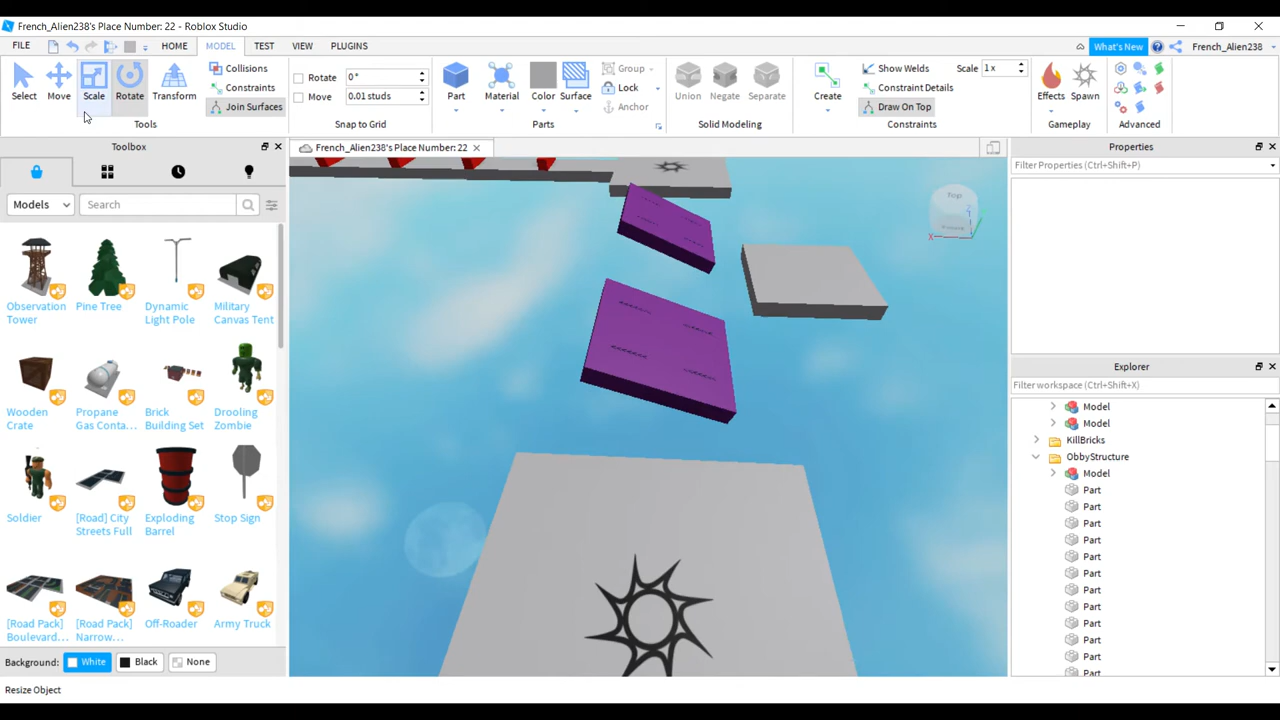 French_Alien238's Place Number: 22 - Roblox Studio
FILE
HOME
MODEL
TEST
VIEW
PLUGINS
What's New
French_Alien238
Select
Move
Scale
Rotate
Transform
Collisions
Constraints
Join Surfaces
Tools
Rotate
0°
Move
0.01 studs
Snap to Grid
Part
Material
Color
Surface
Group
Lock
Anchor
Parts
Union
Negate
Separate
Solid Modeling
Create
Show Welds
Scale
1 x
Constraint Details
Draw On Top
Constraints
Effects
Spawn
Gameplay
Advanced
Toolbox
French_Alien238's Place Number: 22
Properties
Filter Properties (Ctrl+Shift+P)
Models
Search
Observation
Tower
Pine Tree
Dynamic
Light Pole
Military
Canvas Tent
Wooden
Crate
Propane
Gas Conta...
Brick
Building Set
Drooling
Zombie
Soldier
[Road] City
Streets Full
Exploding
Barrel
Stop Sign
[Road Pack]
Boulevard...
[Road Pack]
Narrow...
Off-Roader
Army Truck
Background:
White
Black
None
Resize Object
X
Z
Explorer
Filter workspace (Ctrl+Shift+X)
Model
Model
KillBricks
ObbyStructure
Model
Part
Part
Part
Part
Part
Part
Part
Part
Part
Part
Part
Part